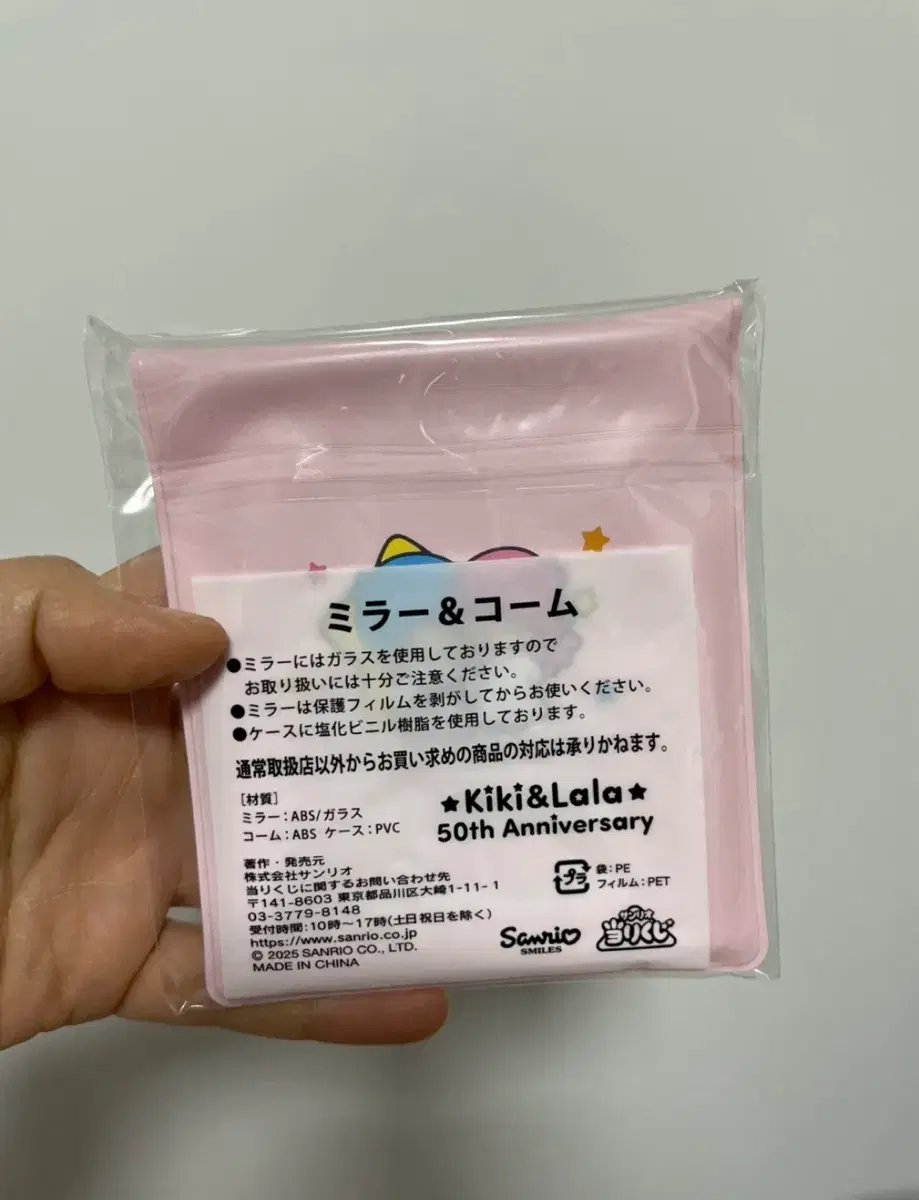 ミラー&コーム
●ミラーにはガラスを使用しておりますので
お取り扱いには十分ご注意ください。
●ミラーは保護フィルムを剥がしてからお使いください。
●ケースに塩化ビニル樹脂を使用しております。
通常取扱店以外からお買い求めの商品の対応は承りかねます。
[材質]
ミラー:ABS/ガラス
コーム:ABS ケース:PVC
★Kiki&Lala★
50th Anniversary
著作・発売元
株式会社サンリオ
当りくじに関するお問い合わせ先
〒141-8603 東京都品川区大崎1-11-1
03-3779-8148
受付時間:10時〜17時(土日祝日を除く)
https://www.sanrio.co.jp
© 2025 SANRIO CO., LTD.
MADE IN CHINA
プラ
袋:PE
フィルム:PET
Sanrio
SMILES
サンリオ
当りくじ